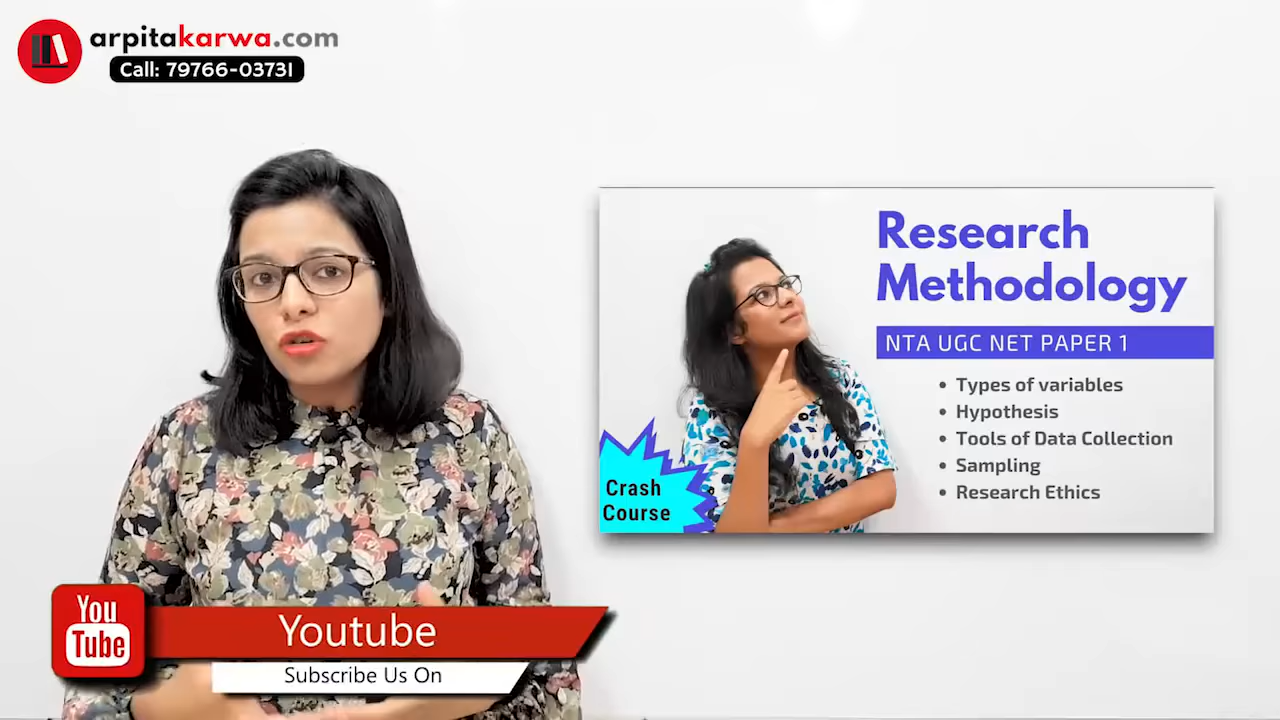 arpitakarwa.com
Call: 79766-03731
Research
Methodology
NTA UGC NET PAPER 1
• Types of variables
• Hypothesis
• Tools of Data Collection
• Sampling
• Research Ethics
Crash
Course
You
Tube
Youtube
Subscribe Us On